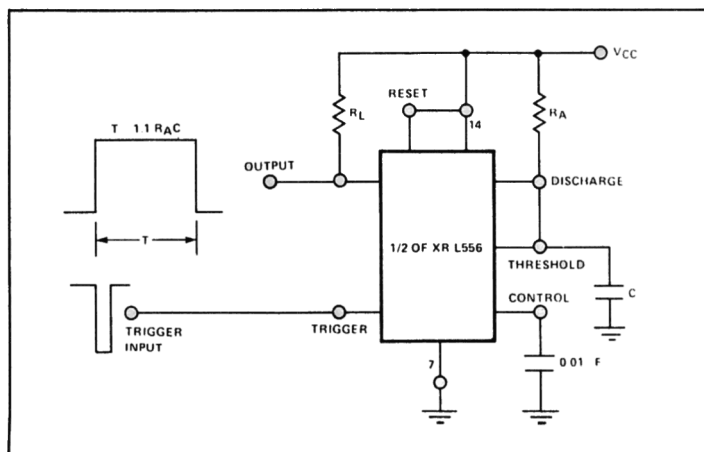 VCC
RESET
RL
14
RA
T 1.1 RAC
OUTPUT
DISCHARGE
1/2 OF XR L556
T
THRESHOLD
C
CONTROL
TRIGGER INPUT
TRIGGER
7
0.01 F